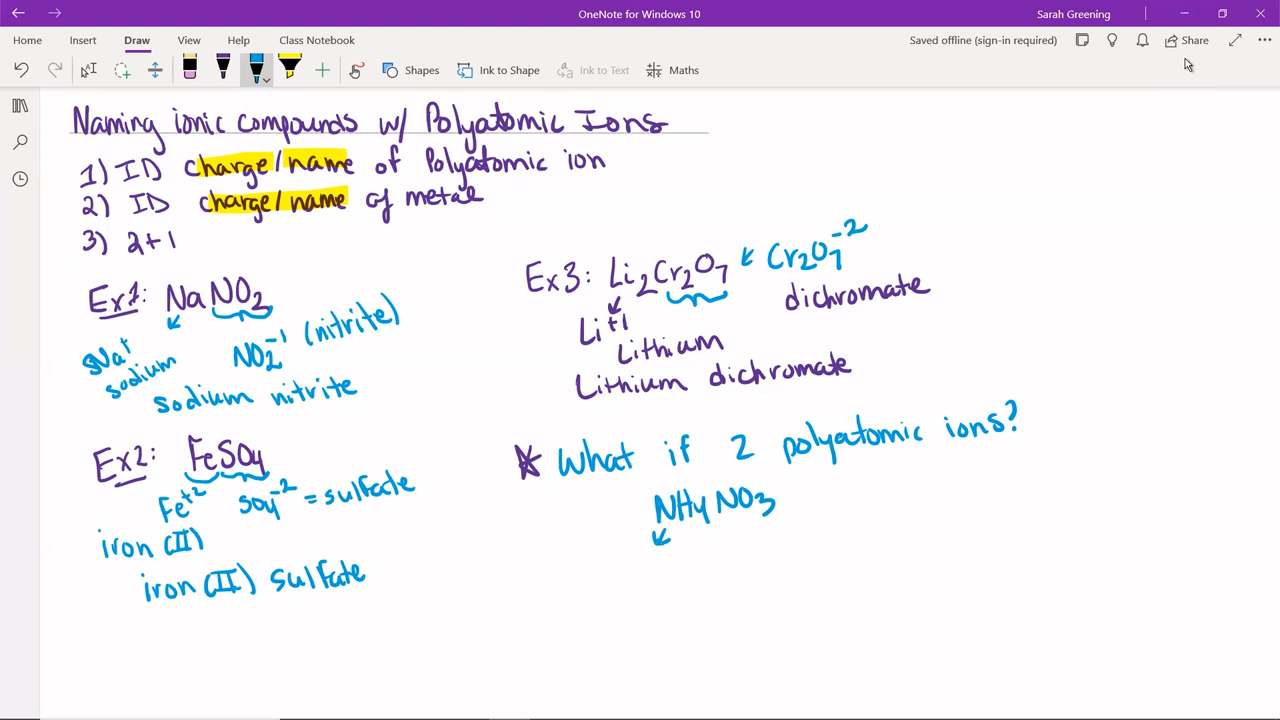 OneNote for Windows 10
Sarah Greening
Home Insert Draw View Help Class Notebook
Saved offline (sign-in required)
Share
Shapes
Ink to Shape
Ink to Text
Maths
Naming ionic compounds w/ Polyatomic Ions
1) ID charge/name of Polyatomic ion
2) ID charge/name of metal
3) 2+1
Ex1: NaNO2
Na+
sodium
NO2-1 (nitrite)
sodium nitrite
Ex2: FeSO4
Fe+2 SO4-2 = sulfate
iron (II)
iron (II) sulfate
Ex3: Li2Cr2O7 Cr2O7-2
dichromate
Li+1
Lithium
Lithium dichromate
* What if 2 polyatomic ions?
NH4NO3